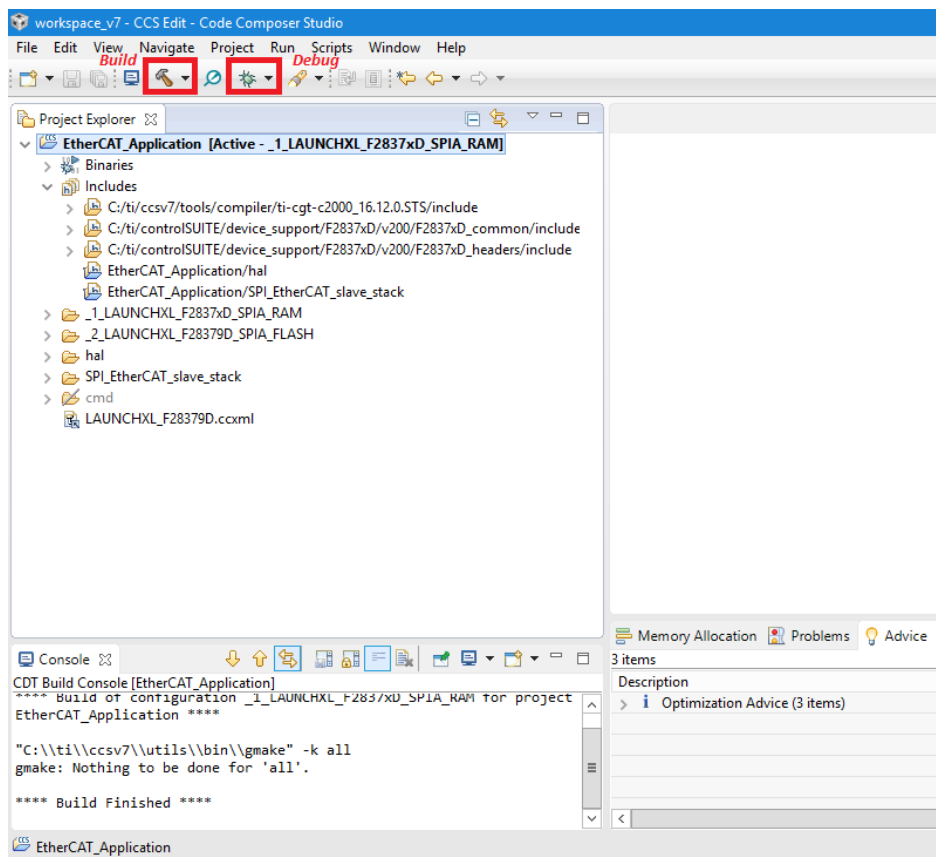 workspace_v7 - CCS Edit - Code Composer Studio
File Edit View Navigate Project Run Scripts Window Help
Build Debug
Project Explorer
EtherCAT_Application [Active - _1_LAUNCHXL_F2837xD_SPIA_RAM]
Binaries
Includes
C:/ti/ccsv7/tools/compiler/ti-cgt-c2000_16.12.0.STS/include
C:/ti/controlSUITE/device_support/F2837xD/v200/F2837xD_common/include
C:/ti/controlSUITE/device_support/F2837xD/v200/F2837xD_headers/include
EtherCAT_Application/hal
EtherCAT_Application/SPI_EtherCAT_slave_stack
_1_LAUNCHXL_F2837xD_SPIA_RAM
_2_LAUNCHXL_F28379D_SPIA_FLASH
hal
SPI_EtherCAT_slave_stack
cmd
LAUNCHXL_F28379D.ccxml
Console
CDT Build Console [EtherCAT_Application]
**** Build of configuration _1_LAUNCHXL_F2837xD_SPIA_RAM for project
EtherCAT_Application ****
"C:\\ti\\ccsv7\\utils\\bin\\gmake" -k all
gmake: Nothing to be done for 'all'.
**** Build Finished ****
Memory Allocation Problems Advice
3 items
Description
i Optimization Advice (3 items)
EtherCAT_Application